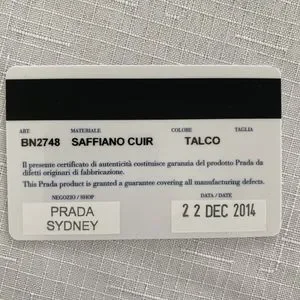 ART MATERIALE COLORE TAGLIA
BN2748 SAFFIANO CUIR TALCO
Il presente certificato di autenticità costituisce garanzia del prodotto Prada da
difetti originari di fabbricazione.
This Prada product is granted a guarantee covering all manufacturing defects.
NEGOZIO / SHOP DATA / DATE
PRADA 22 DEC 2014
SYDNEY